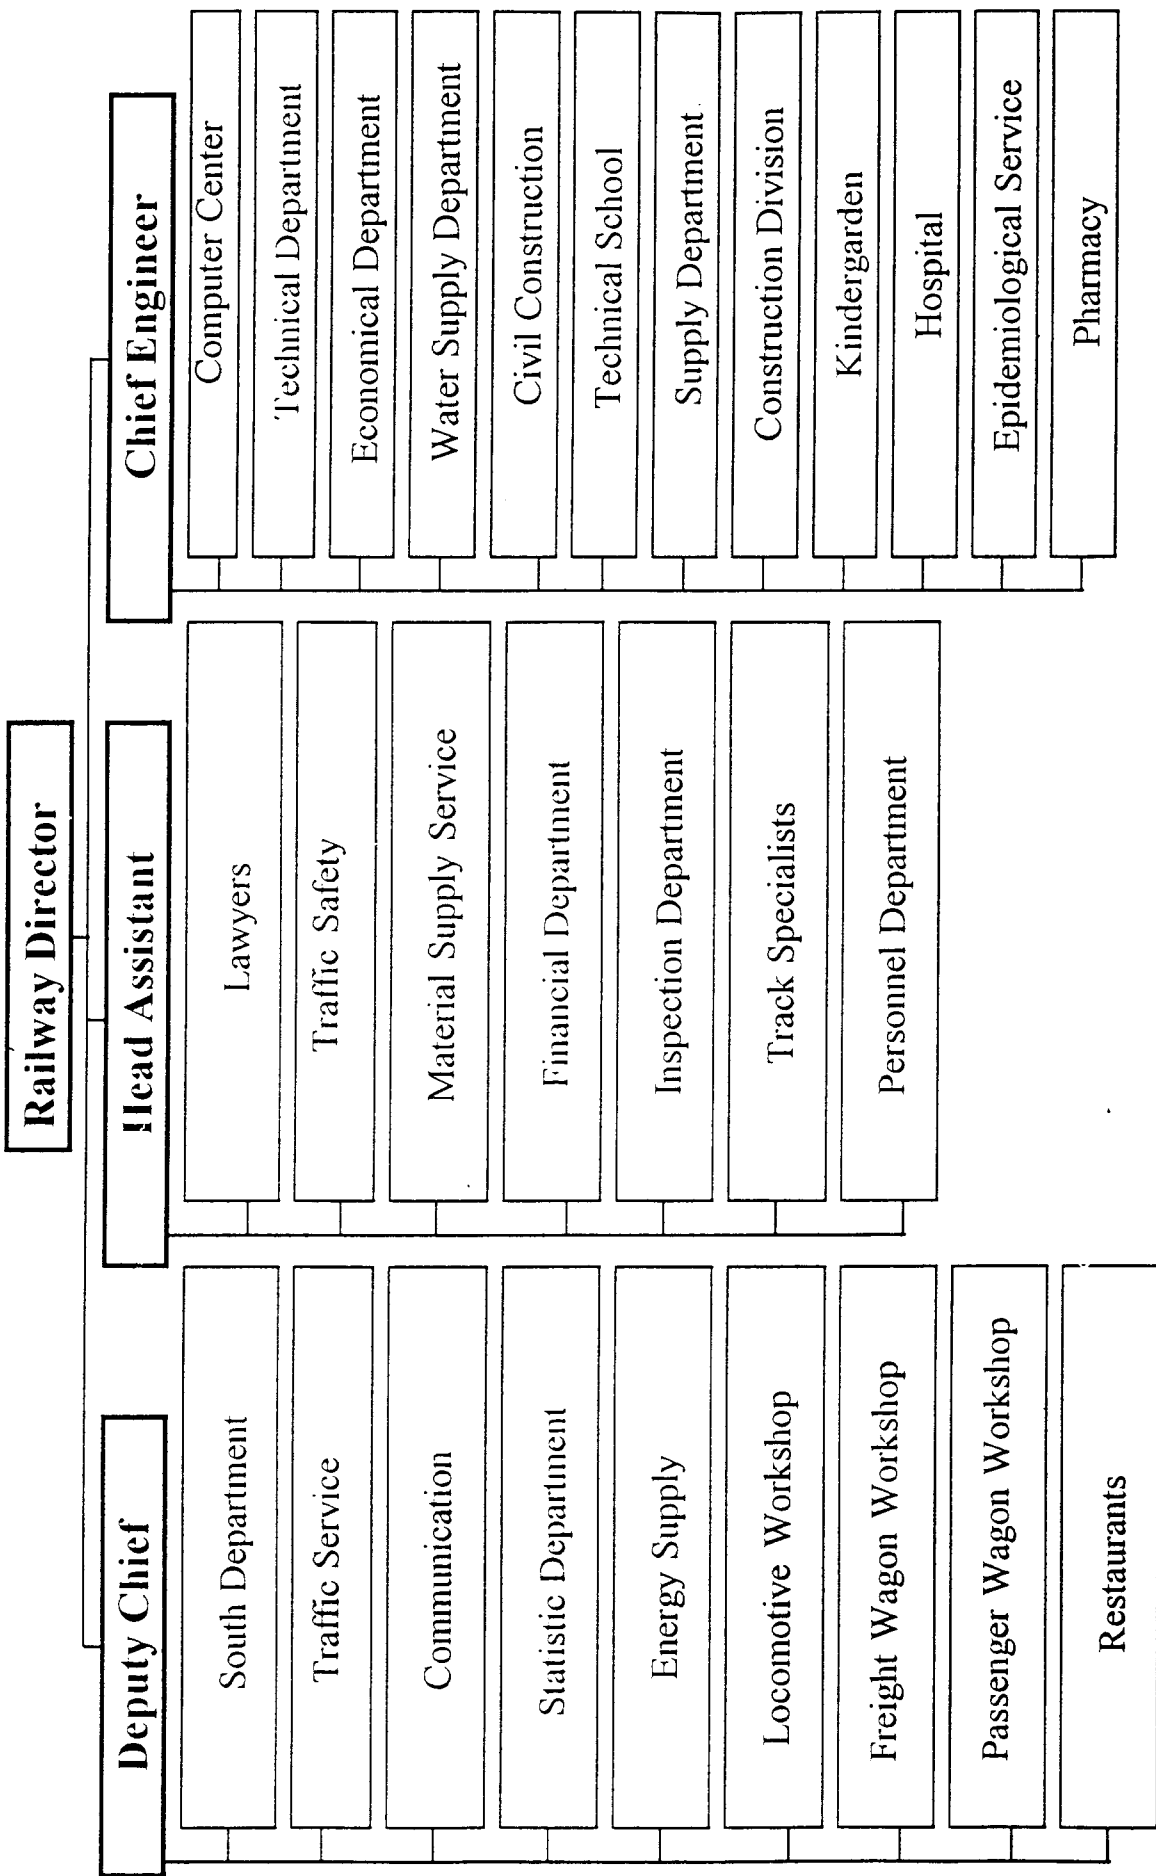 Railway Director
Deputy Chief
South Department
Traffic Service
Communication
Statistic Department
Energy Supply
Locomotive Workshop
Freight Wagon Workshop
Passenger Wagon Workshop
Restaurants
Head Assistant
Lawyers
Traffic Safety
Material Supply Service
Financial Department
Inspection Department
Track Specialists
Personnel Department
Chief Engineer
Computer Center
Technical Department
Economical Department
Water Supply Department
Civil Construction
Technical School
Supply Department
Construction Division
Kindergarden
Hospital
Epidemiological Service
Pharmacy